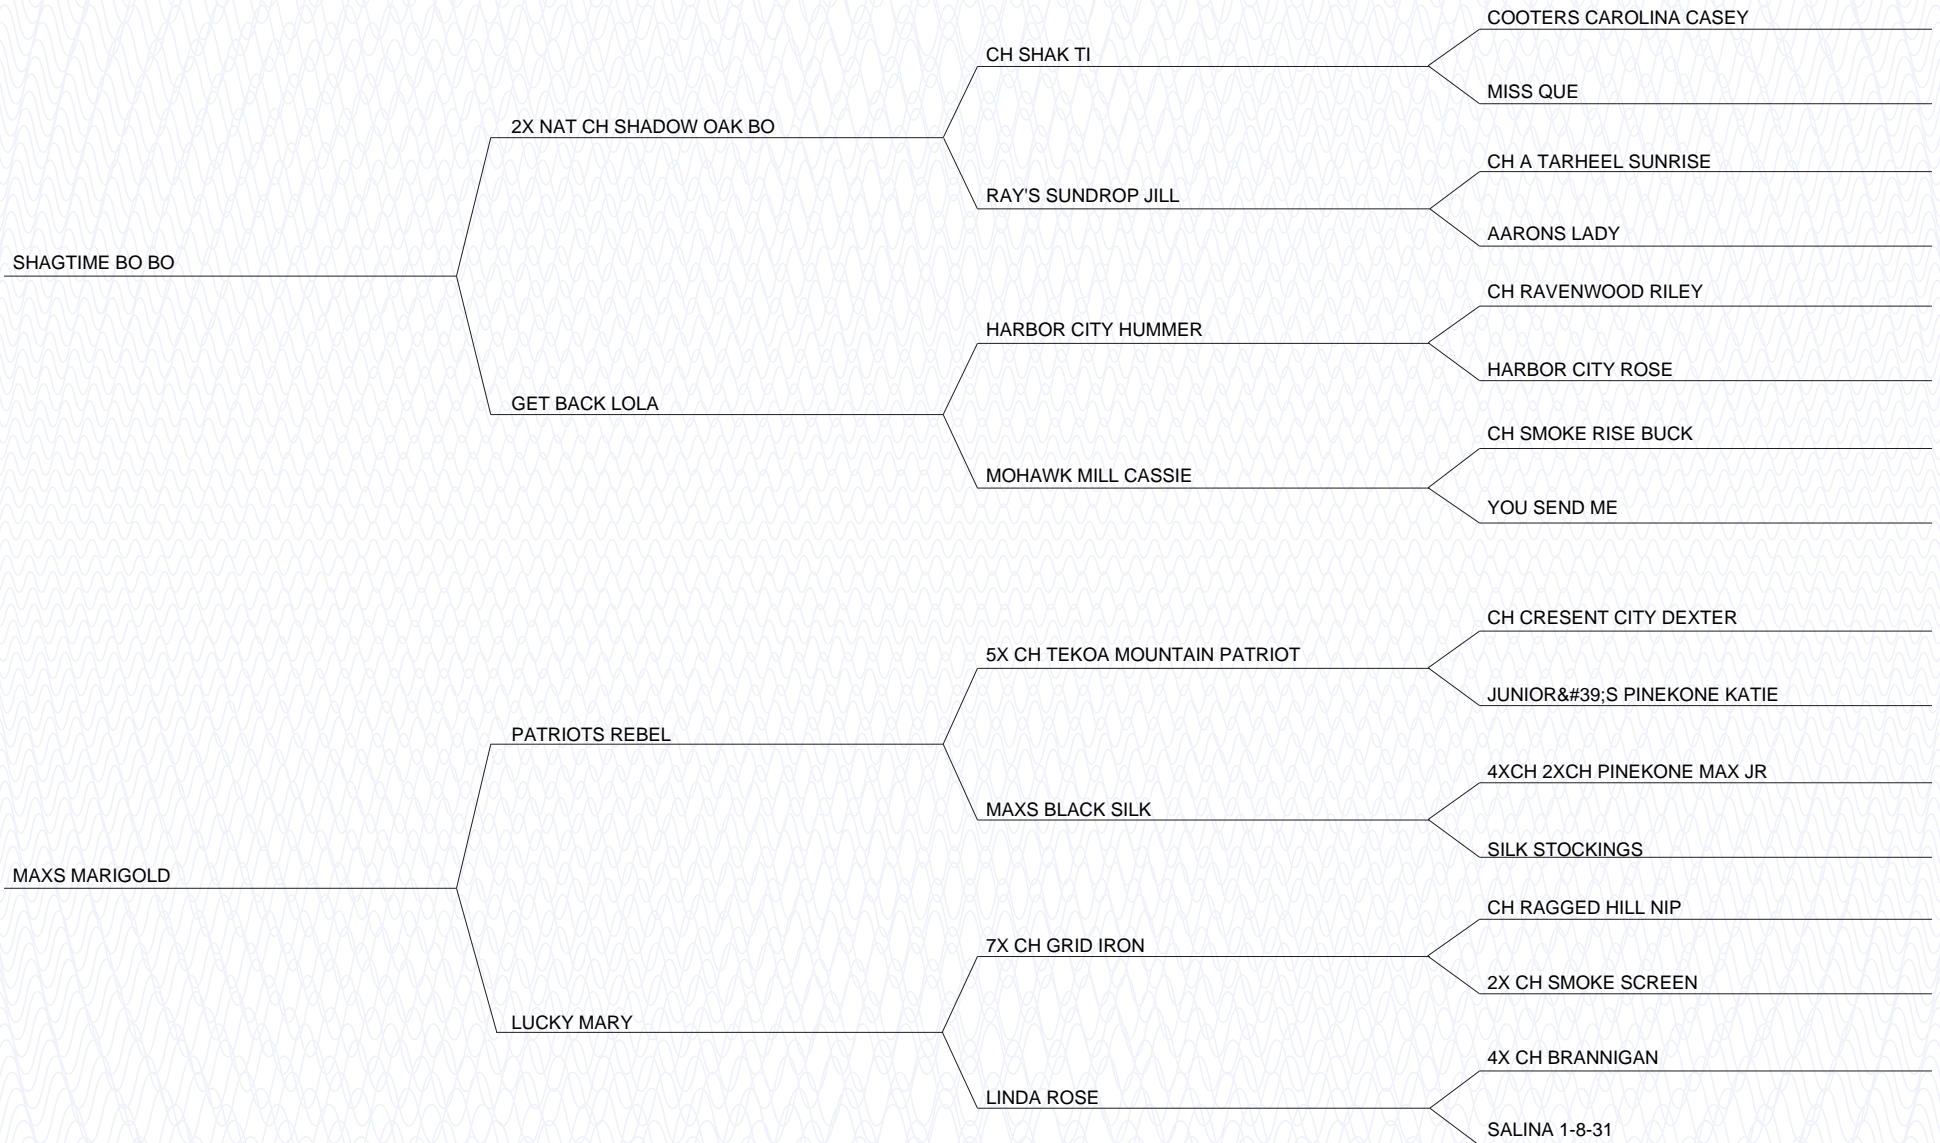 COOTERS CAROLINA CASEY
CH SHAK TI
MISS QUE
2X NAT CH SHADOW OAK BO
CH A TARHEEL SUNRISE
RAY'S SUNDROP JILL
AARONS LADY
SHAGTIME BO BO
CH RAVENWOOD RILEY
HARBOR CITY HUMMER
HARBOR CITY ROSE
GET BACK LOLA
CH SMOKE RISE BUCK
MOHAWK MILL CASSIE
YOU SEND ME
CH CRESENT CITY DEXTER
5X CH TEKOA MOUNTAIN PATRIOT
JUNIOR&#39;S PINEKONE KATIE
PATRIOTS REBEL
4XCH 2XCH PINEKONE MAX JR
MAXS BLACK SILK
SILK STOCKINGS
MAXS MARIGOLD
CH RAGGED HILL NIP
7X CH GRID IRON
2X CH SMOKE SCREEN
LUCKY MARY
4X CH BRANNIGAN
LINDA ROSE
SALINA 1-8-31